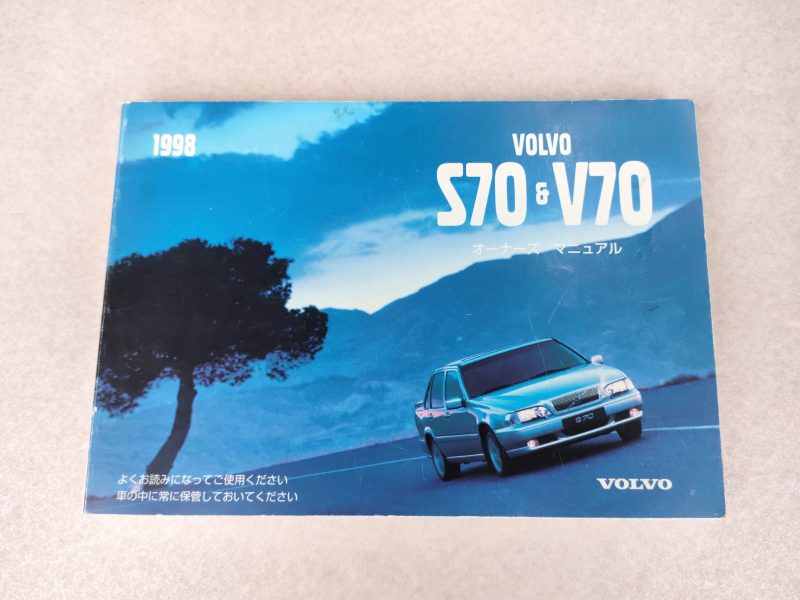 1998
VOLVO
S70 & V70
オーナーズ マニュアル
S70
よくお読みになってご使用ください
車の中に常に保管しておいてください
VOLVO